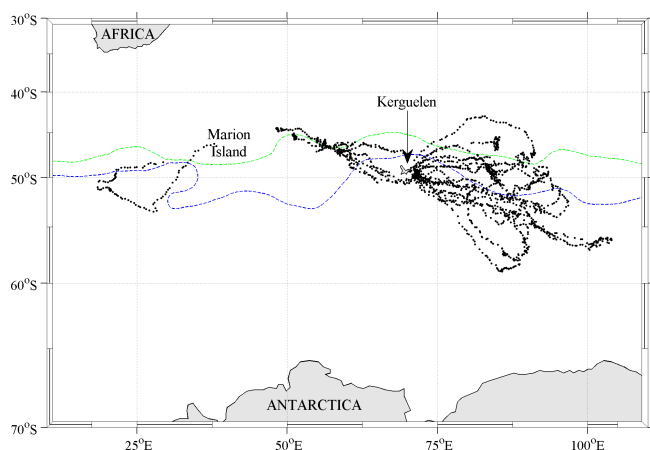 30°S
AFRICA
40°S
Kerguelen
Marion
Island
50°S
60°S
ANTARCTICA
70°S
25°E 50°E 75°E 100°E